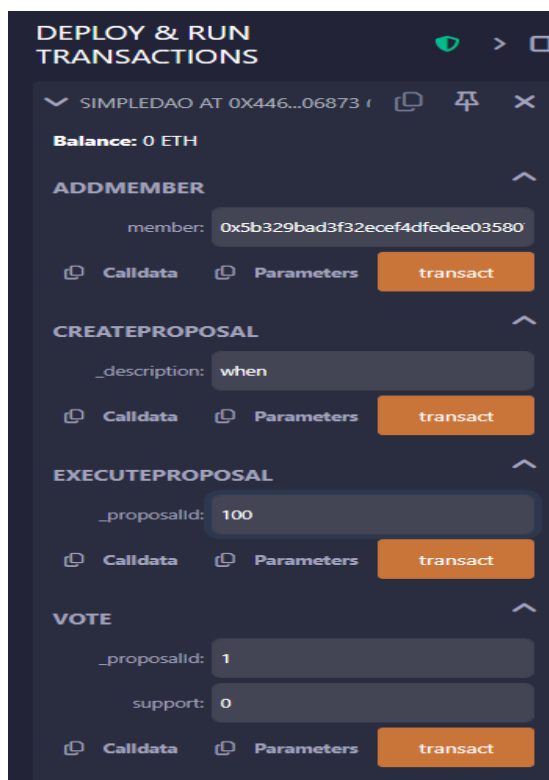 DEPLOY & RUN
TRANSACTIONS
SIMPLEDAO AT 0X446...06873 (
Balance: 0 ETH
ADDMEMBER
member: 0x5b329bad3f32ecef4dfedee03580
Calldata Parameters transact
CREATEPROPOSAL
_description: when
Calldata Parameters transact
EXECUTEPROPOSAL
_proposalId: 100
Calldata Parameters transact
VOTE
_proposalId: 1
support: 0
Calldata Parameters transact